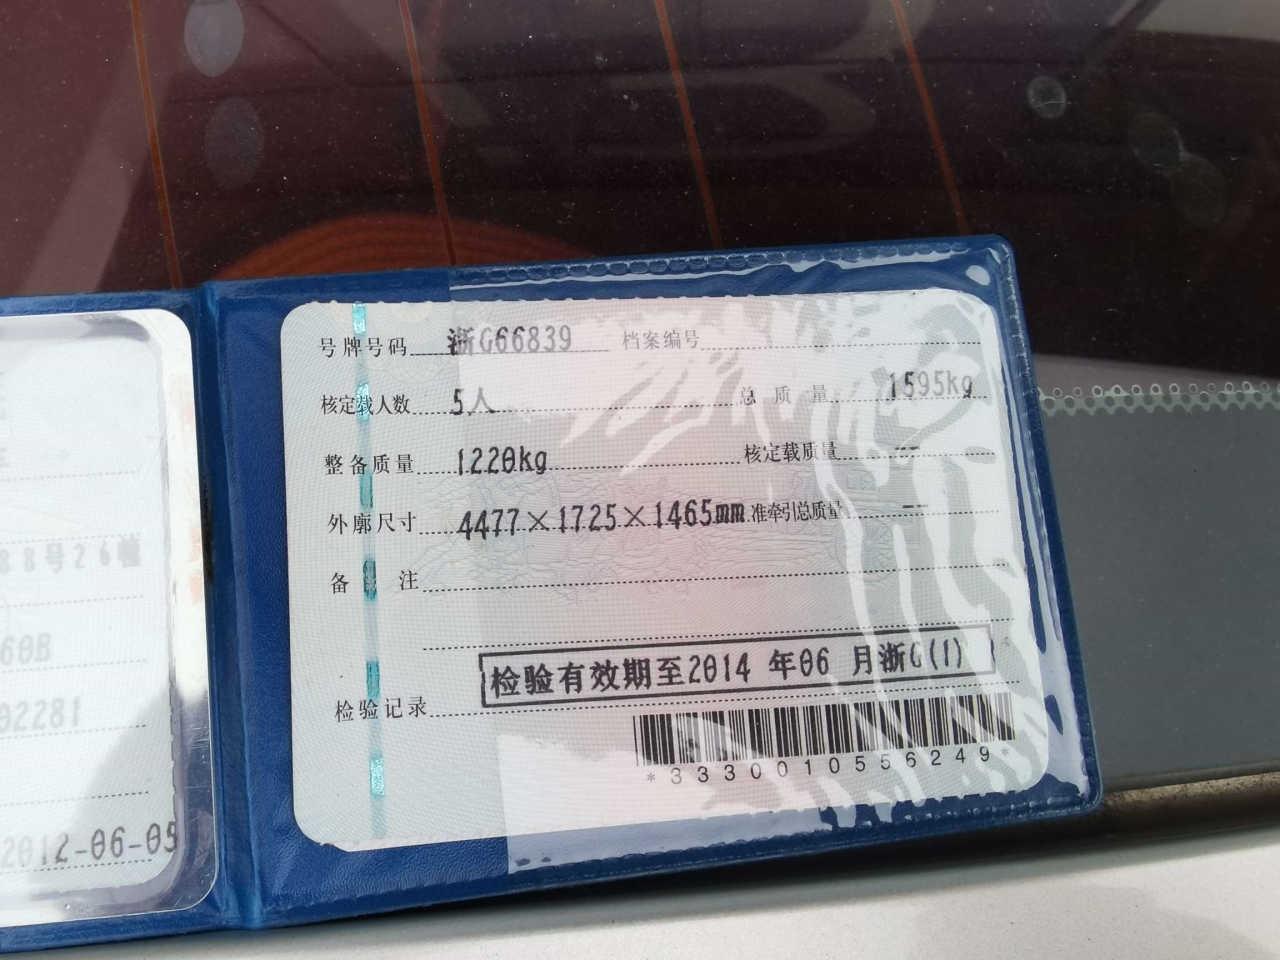 88号26幢
60B
02281
2012-06-05
号牌号码 浙G66839 档案编号
核定载人数 5人 总质量 1595kg
整备质量 1220kg 核定载质量 --
外廓尺寸 4477×1725×1465mm 准牵引总质量 --
备注
检验有效期至2014 年06 月浙G(1)
检验记录
*3330010556249*